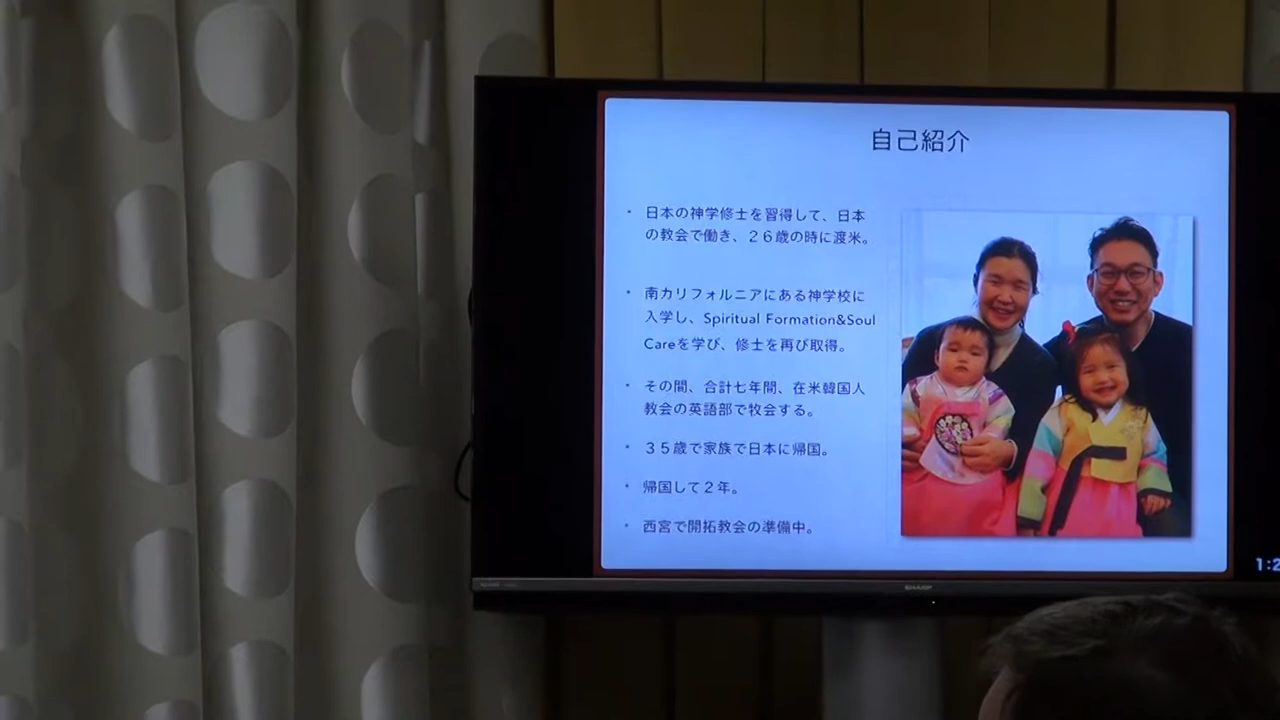 自己紹介
・日本の神学修士を習得して、日本
の教会で働き、２６歳の時に渡米。
・南カリフォルニアにある神学校に
入学し、Spiritual Formation&Soul
Careを学び、修士を再び取得。
・その間、合計七年間、在米韓国人
教会の英語部で牧会する。
・３５歳で家族で日本に帰国。
・帰国して２年。
・西宮で開拓教会の準備中。
SHARP